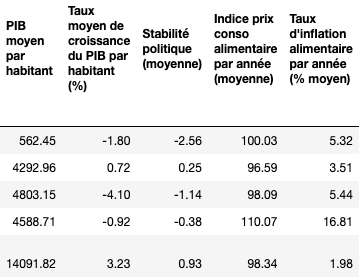 PIB moyen par habitant
Taux moyen de croissance du PIB par habitant (%)
Stabilité politique (moyenne)
Indice prix conso alimentaire par année (moyenne)
Taux d'inflation alimentaire par année (% moyen)
562.45 -1.80 -2.56 100.03 5.32
4292.96 0.72 0.25 96.59 3.51
4803.15 -4.10 -1.14 98.09 5.44
4588.71 -0.92 -0.38 110.07 16.81
14091.82 3.23 0.93 98.34 1.98